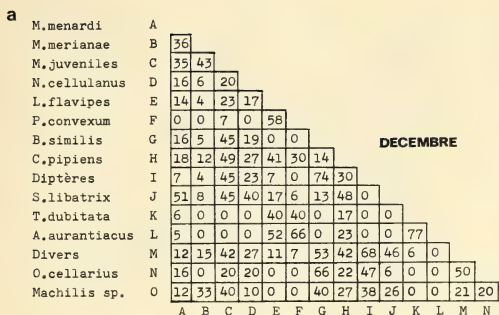 a
M.menardi A
M.merianae B 36
M.juveniles C 35 43
N.cellulanus D 16 6 20
L.flavipes E 14 4 23 17
P.convexum F 0 0 7 0 58
B.similis G 16 5 45 19 0 0
DECEMBRE
C.pipiens H 18 12 49 27 41 30 14
Diptères I 7 4 45 23 7 0 74 30
S.libatrix J 51 8 45 40 17 6 13 48 0
T.dubitata K 6 0 0 0 40 40 0 17 0 0
A.aurantiacus L 5 0 0 0 52 66 0 23 0 0 77
Divers M 12 15 42 27 11 7 53 42 68 46 6 0
O.cellarius N 16 0 20 20 0 0 66 22 47 6 0 0 50
Machilis sp. O 12 33 40 10 0 0 40 27 38 26 0 0 21 20
A B C D E F G H I J K L M N